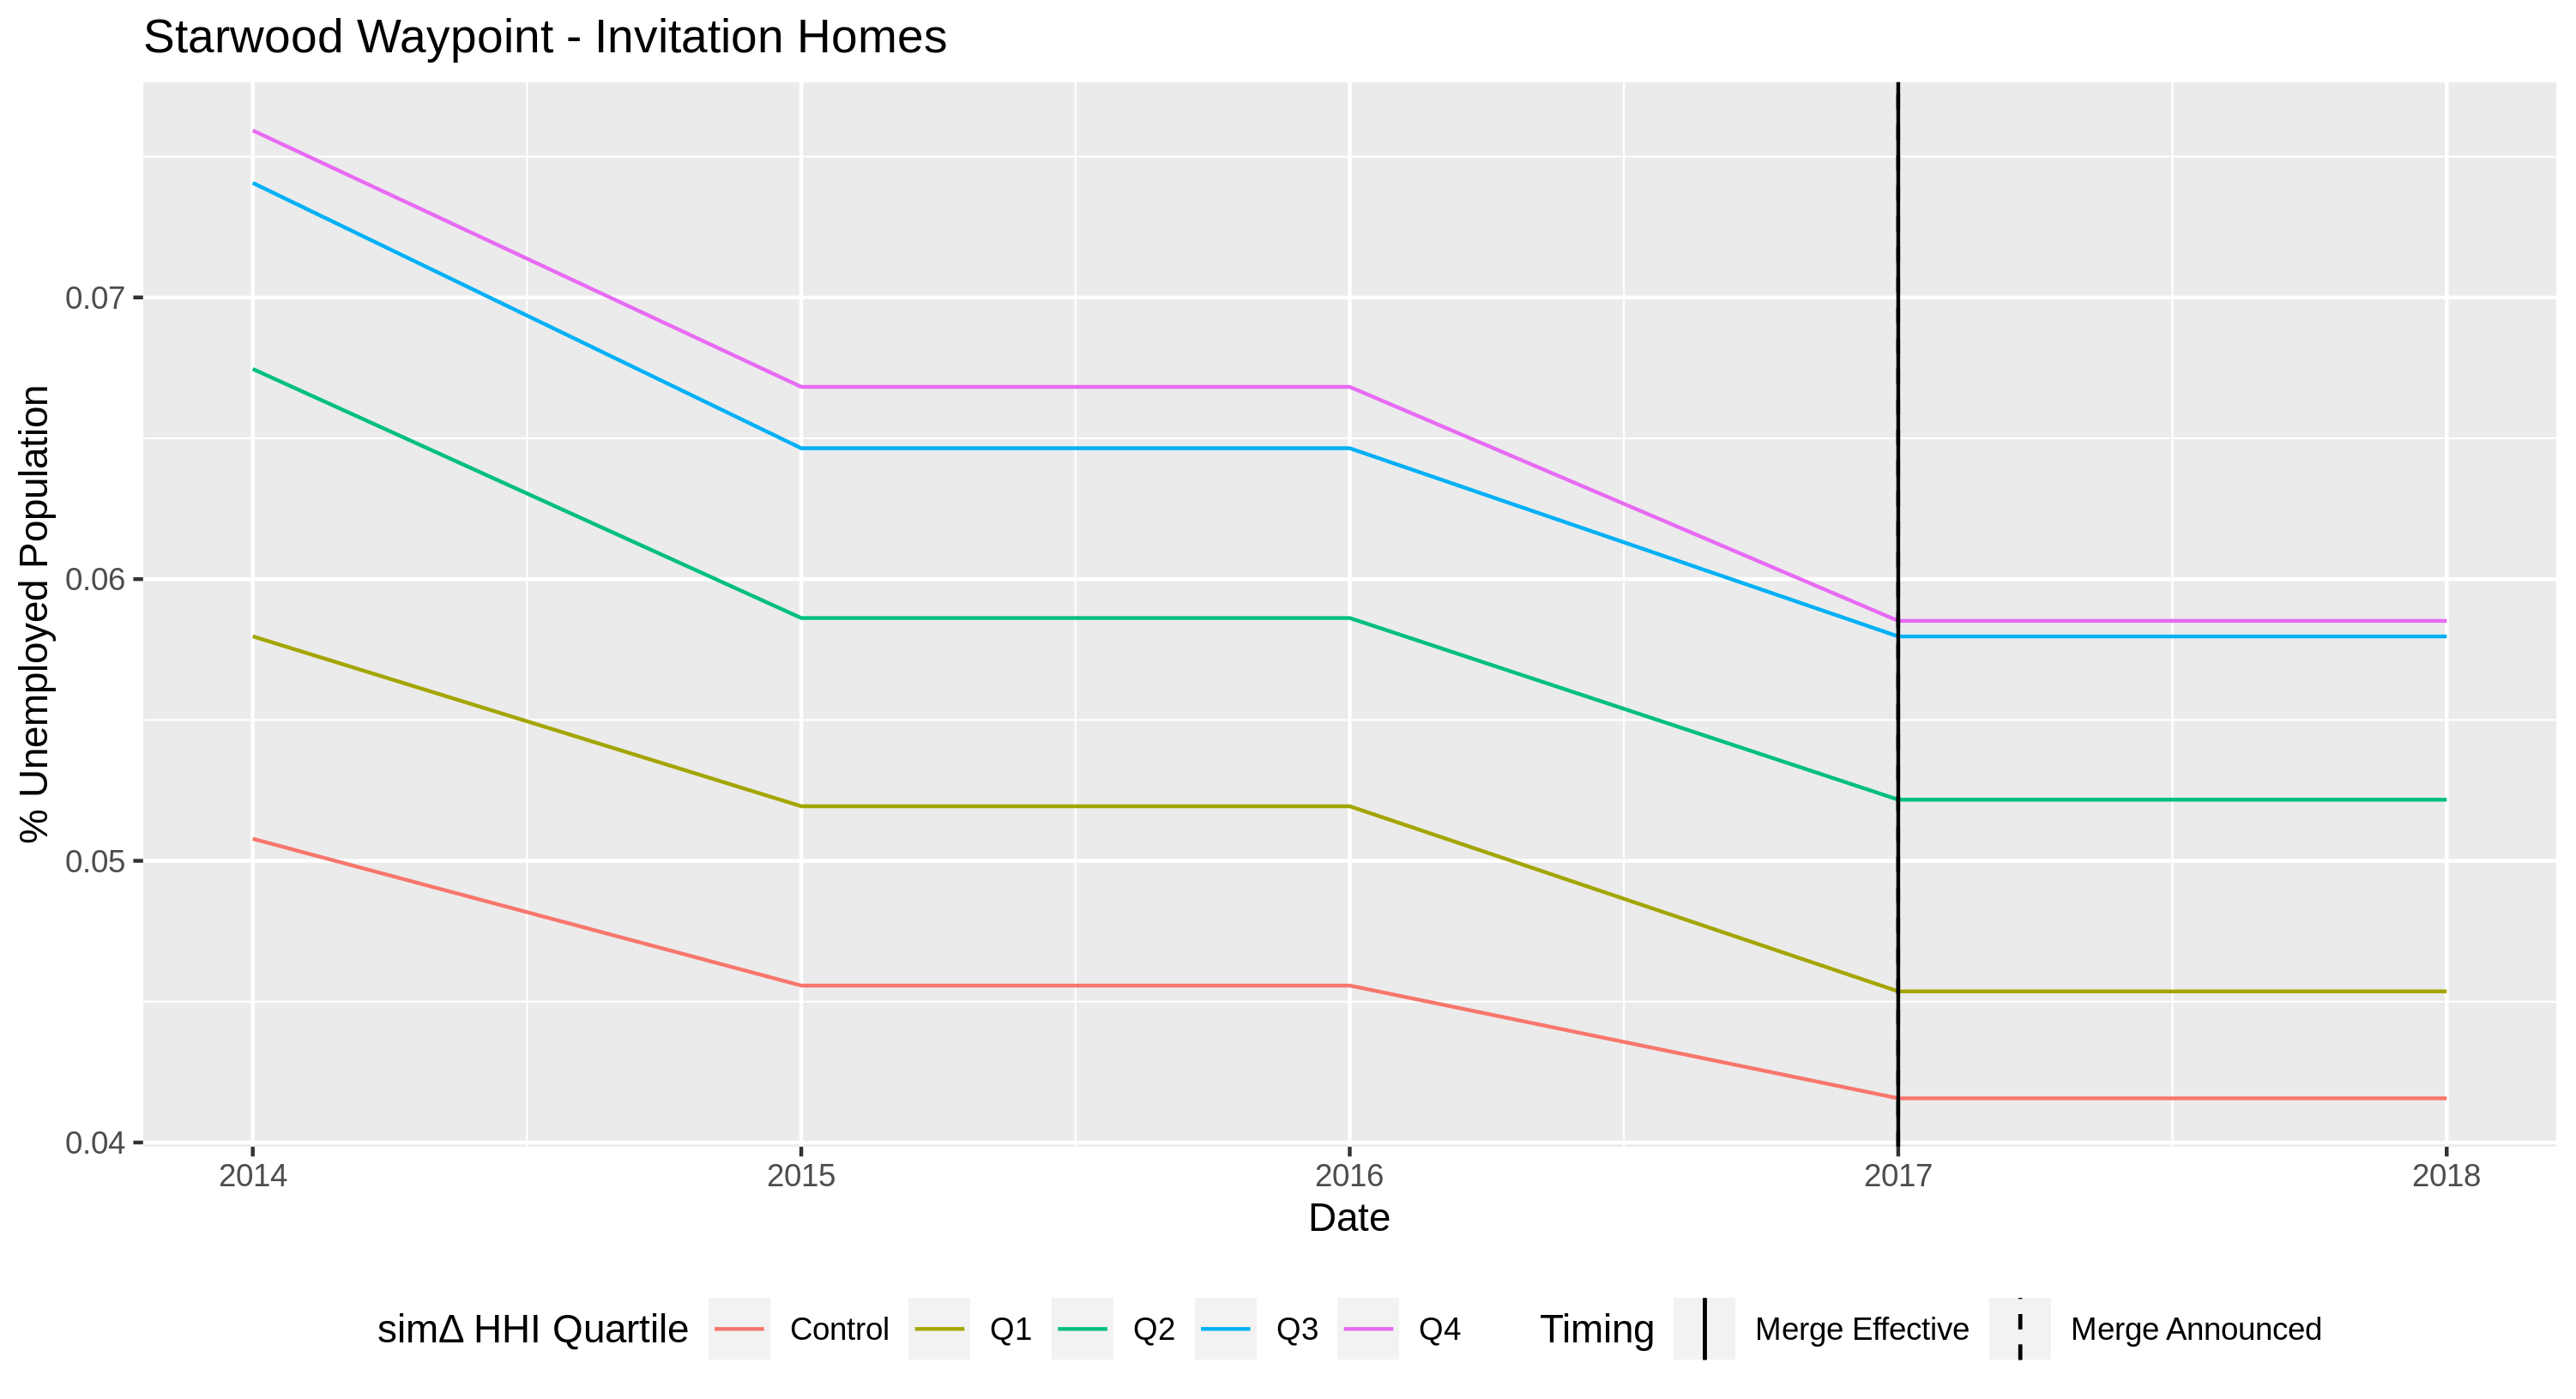 Starwood Waypoint - Invitation Homes
% Unemployed Population
0.07
0.06
0.05
0.04
2014 2015 2016 2017 2018
Date
simΔ HHI Quartile Control Q1 Q2 Q3 Q4 Timing Merge Effective Merge Announced